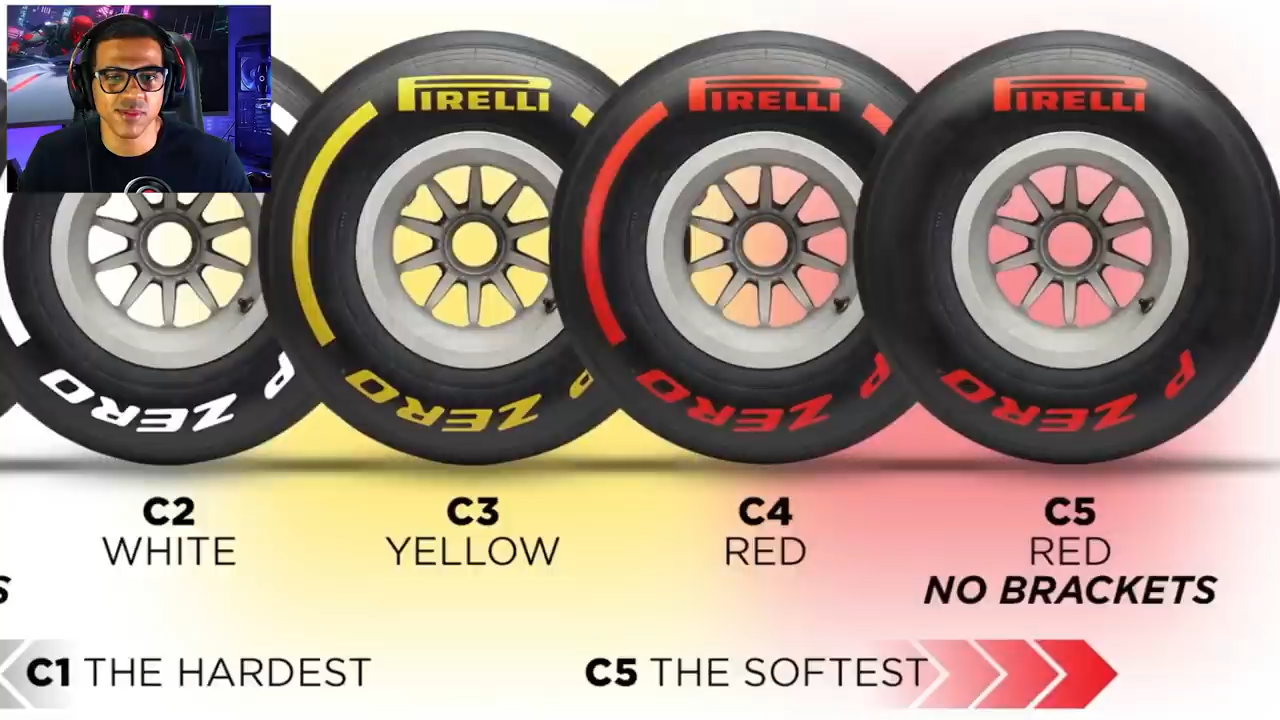 PIRELLI PIRELLI PIRELLI
P ZERO P ZERO P ZERO P ZERO
C2 C3 C4 C5
WHITE YELLOW RED RED
S NO BRACKETS
C1 THE HARDEST C5 THE SOFTEST